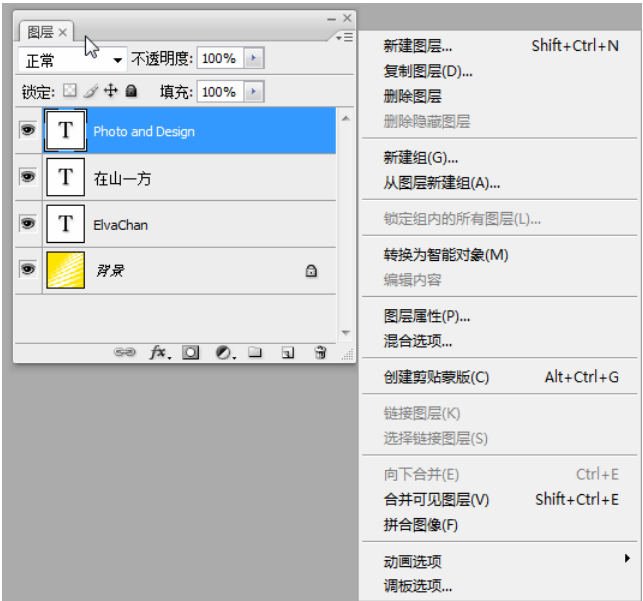 图层
正常 不透明度: 100%
锁定: 填充: 100%
T Photo and Design
T 在山一方
T ElvaChan
背景
fx.
新建图层... Shift+Ctrl+N
复制图层(D)...
删除图层
删除隐藏图层
新建组(G)...
从图层新建组(A)...
锁定组内的所有图层(L)...
转换为智能对象(M)
编辑内容
图层属性(P)...
混合选项...
创建剪贴蒙版(C) Alt+Ctrl+G
链接图层(K)
选择链接图层(S)
向下合并(E) Ctrl+E
合并可见图层(V) Shift+Ctrl+E
拼合图像(F)
动画选项
调板选项...